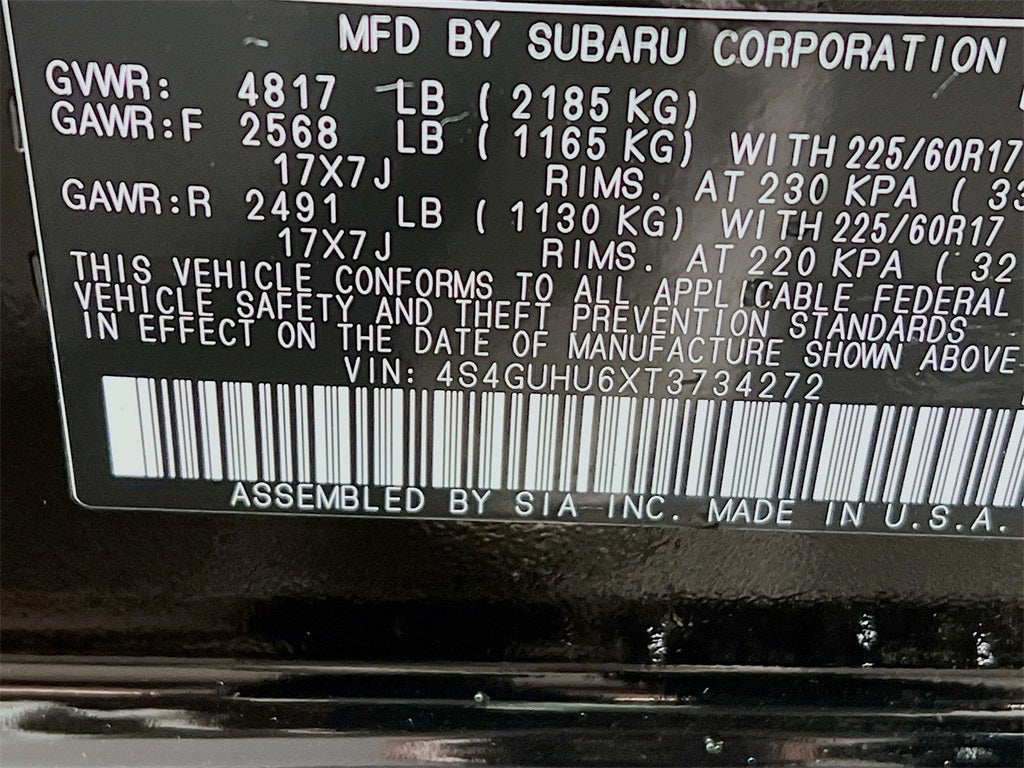 MFD BY SUBARU CORPORATION
GVWR: 4817 LB ( 2185 KG)
GAWR:F 2568 LB ( 1165 KG) WITH 225/60R17
17X7J RIMS. AT 230 KPA ( 33
GAWR:R 2491 LB ( 1130 KG) WITH 225/60R17
17X7J RIMS. AT 220 KPA ( 32
THIS VEHICLE CONFORMS TO ALL APPLICABLE FEDERAL
VEHICLE SAFETY AND THEFT PREVENTION STANDARDS
IN EFFECT ON THE DATE OF MANUFACTURE SHOWN ABOVE
VIN: 4S4GUHU6XT3734272
ASSEMBLED BY SIA INC. MADE IN U.S.A.